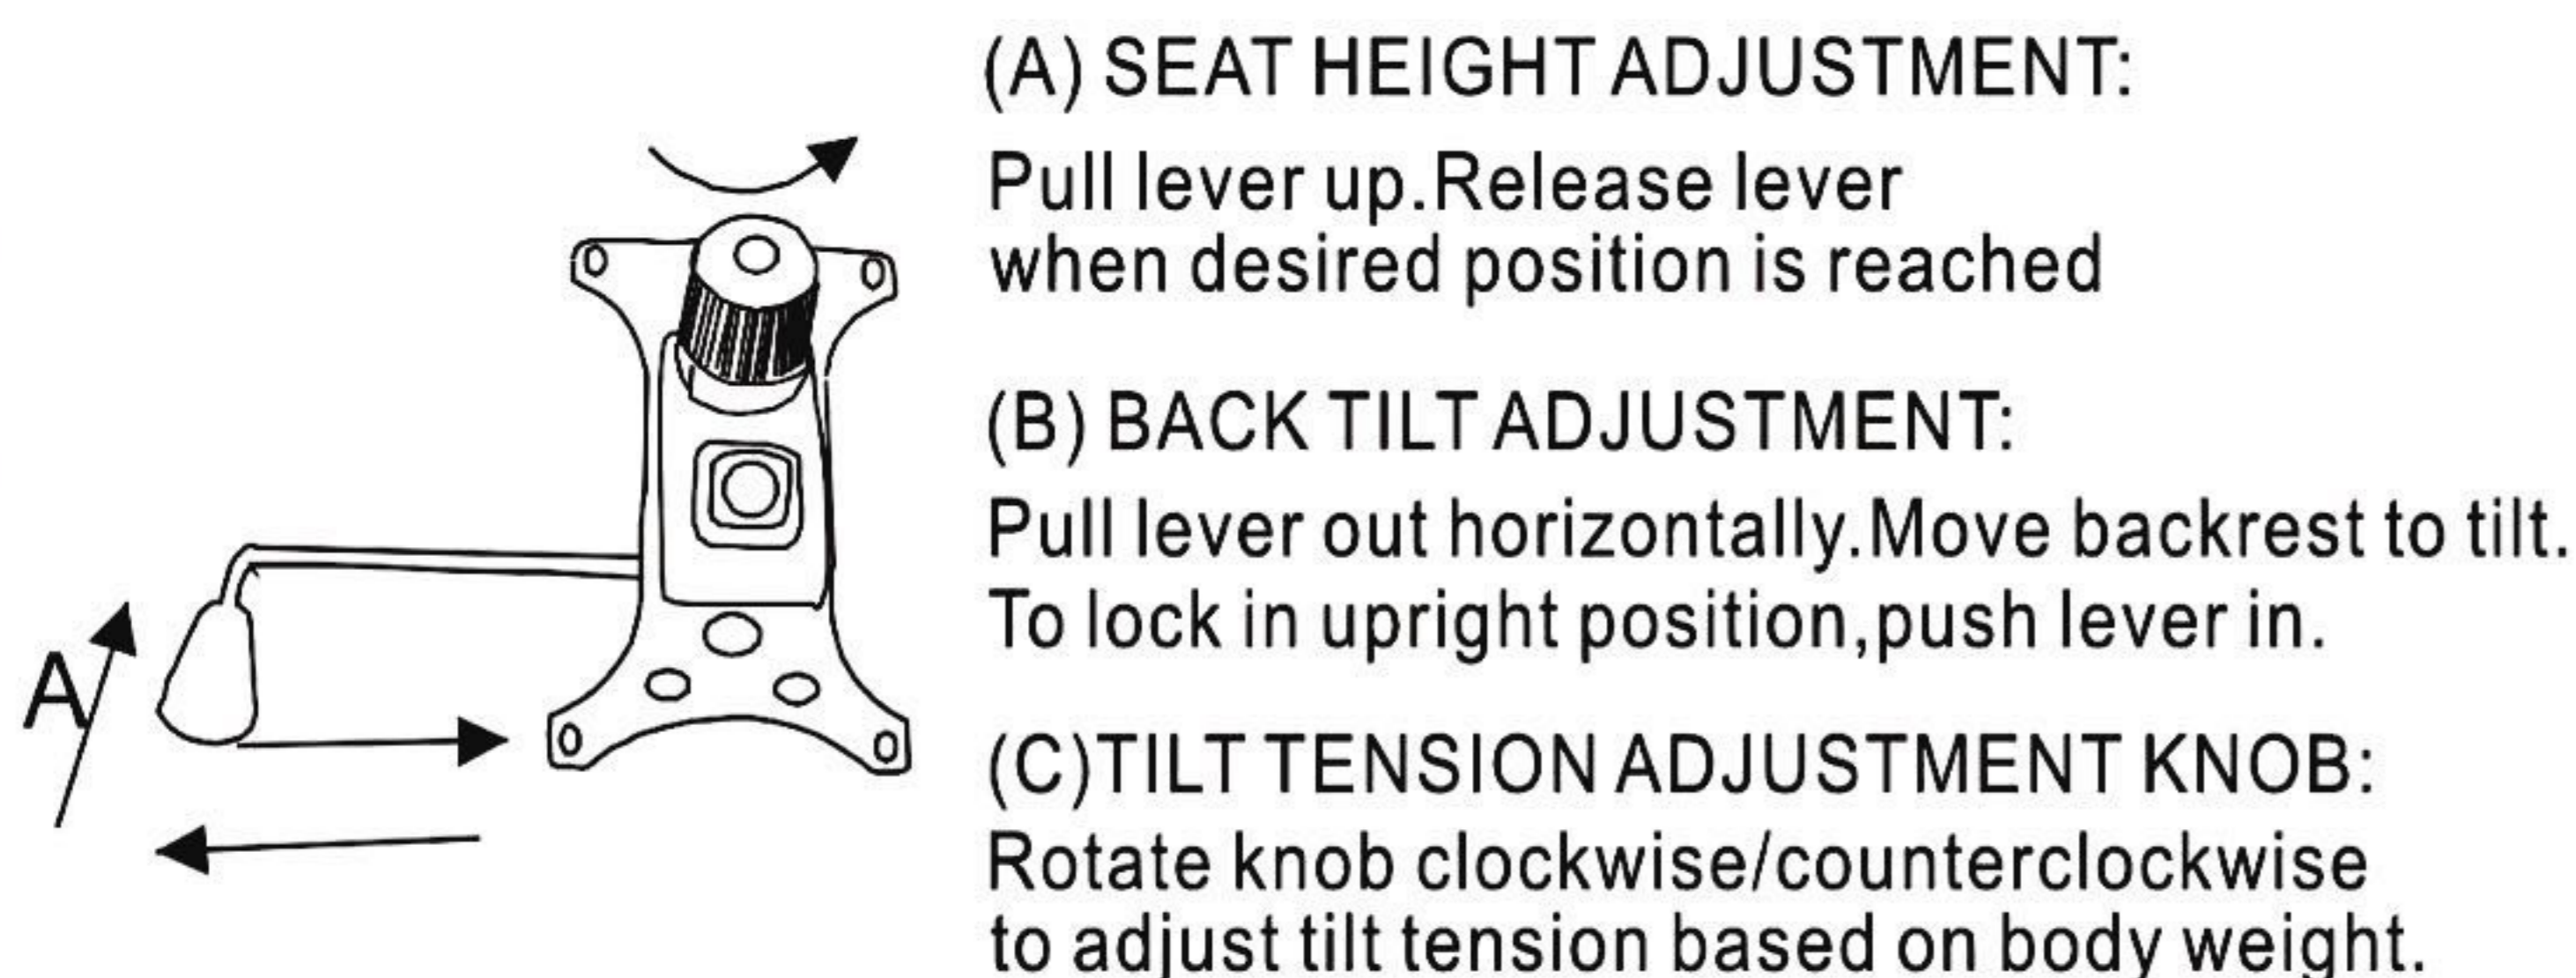 (A) SEAT HEIGHT ADJUSTMENT:
Pull lever up.Release lever
when desired position is reached
(B) BACK TILT ADJUSTMENT:
Pull lever out horizontally.Move backrest to tilt.
To lock in upright position,push lever in.
(C)TILT TENSION ADJUSTMENT KNOB:
Rotate knob clockwise/counterclockwise
to adjust tilt tension based on body weight.
A